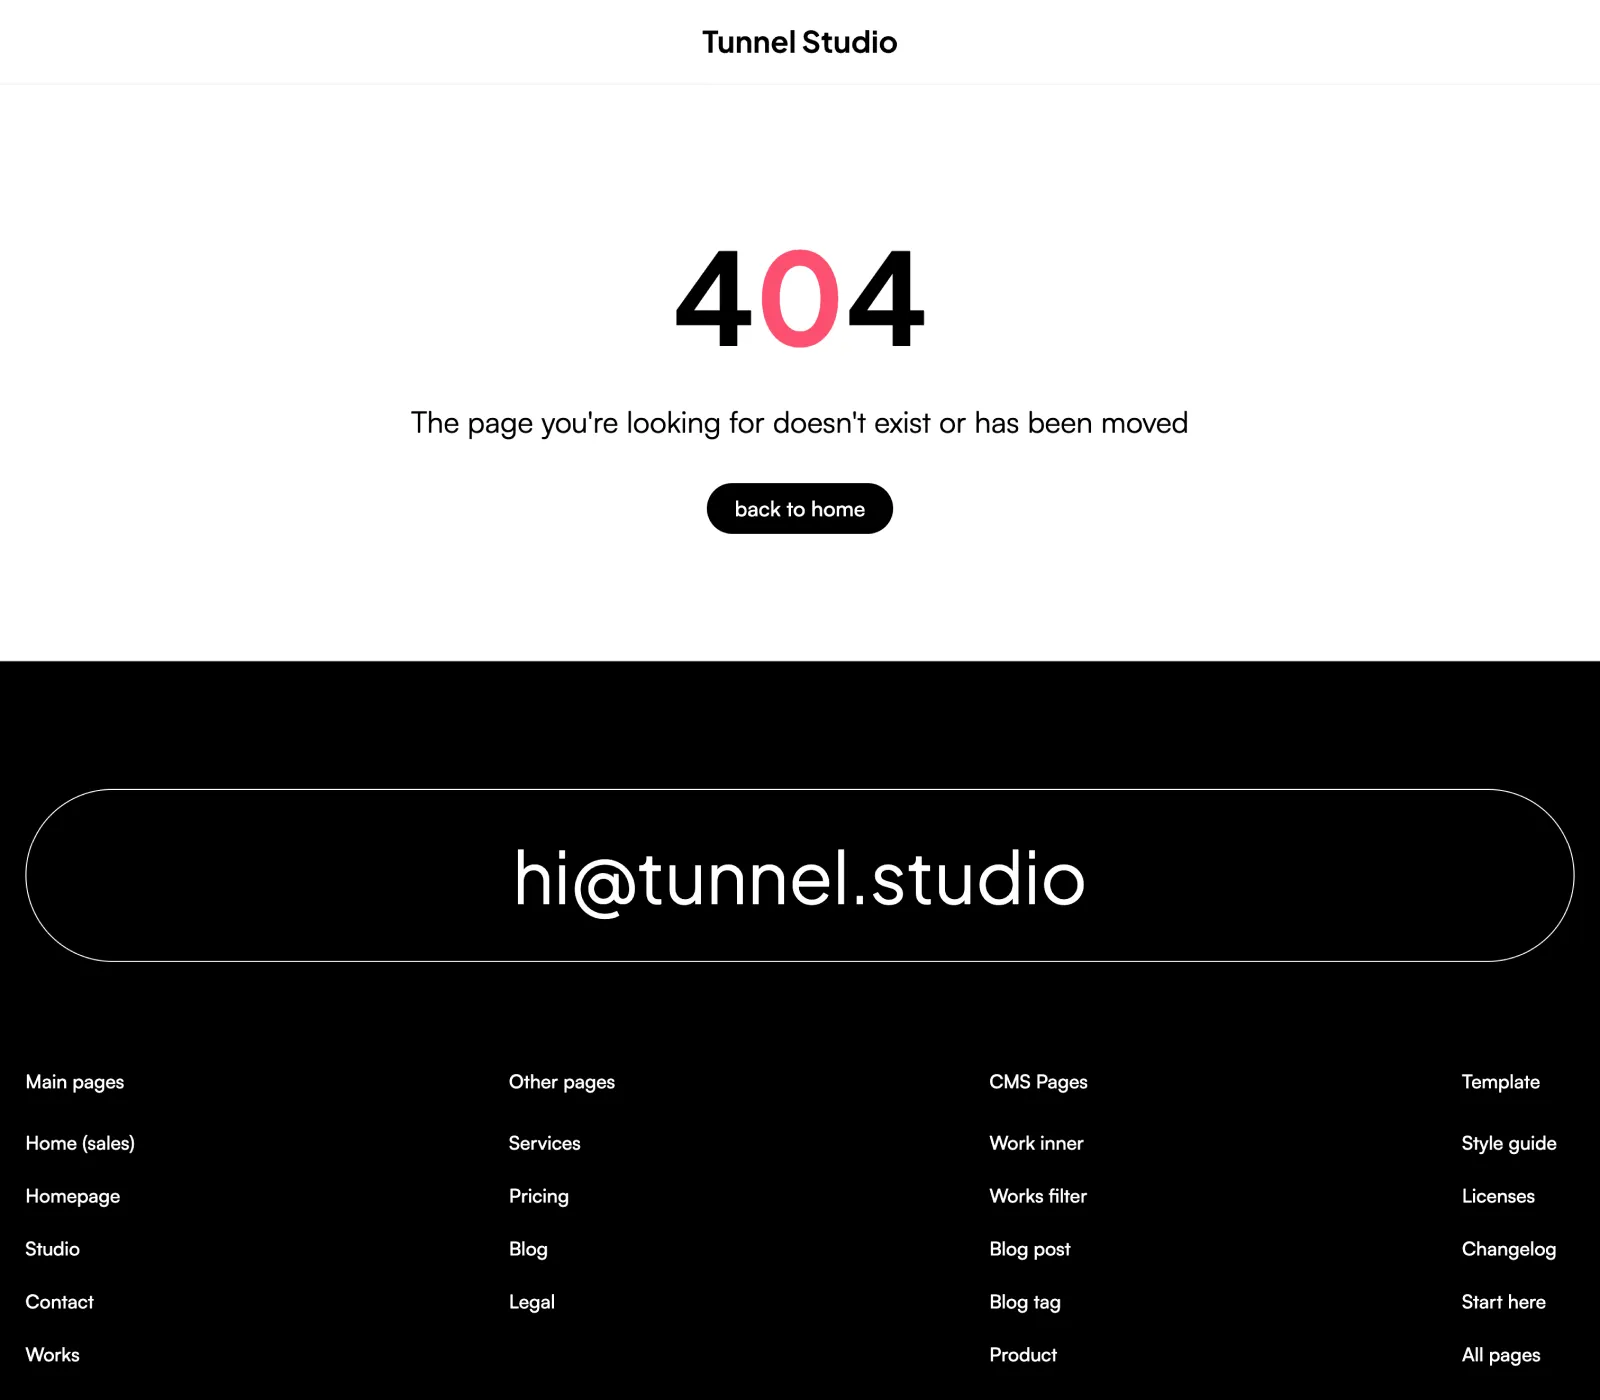 Tunnel Studio
404
The page you're looking for doesn't exist or has been moved
back to home
hi@tunnel.studio
Main pages
Home (sales)
Homepage
Studio
Contact
Works
Other pages
Services
Pricing
Blog
Legal
CMS Pages
Work inner
Works filter
Blog post
Blog tag
Product
Template
Style guide
Licenses
Changelog
Start here
All pages